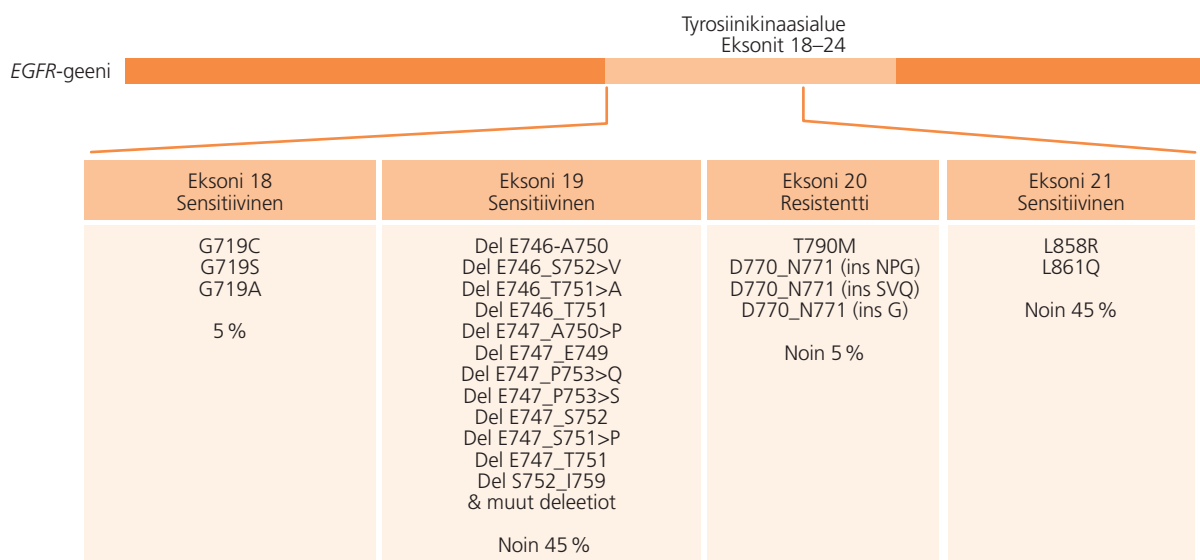 Tyrosiinikinaasialue
Eksonit 18–24
EGFR-geeni
Eksoni 18
Sensitiivinen
G719C
G719S
G719A
5 %
Eksoni 19
Sensitiivinen
Del E746-A750
Del E746_S752>V
Del E746_T751>A
Del E746_T751
Del E747_A750>P
Del E747_E749
Del E747_P753>Q
Del E747_P753>S
Del E747_S752
Del E747_S751>P
Del E747_T751
Del S752_I759
& muut deleetiot
Noin 45 %
Eksoni 20
Resistentti
T790M
D770_N771 (ins NPG)
D770_N771 (ins SVQ)
D770_N771 (ins G)
Noin 5 %
Eksoni 21
Sensitiivinen
L858R
L861Q
Noin 45 %